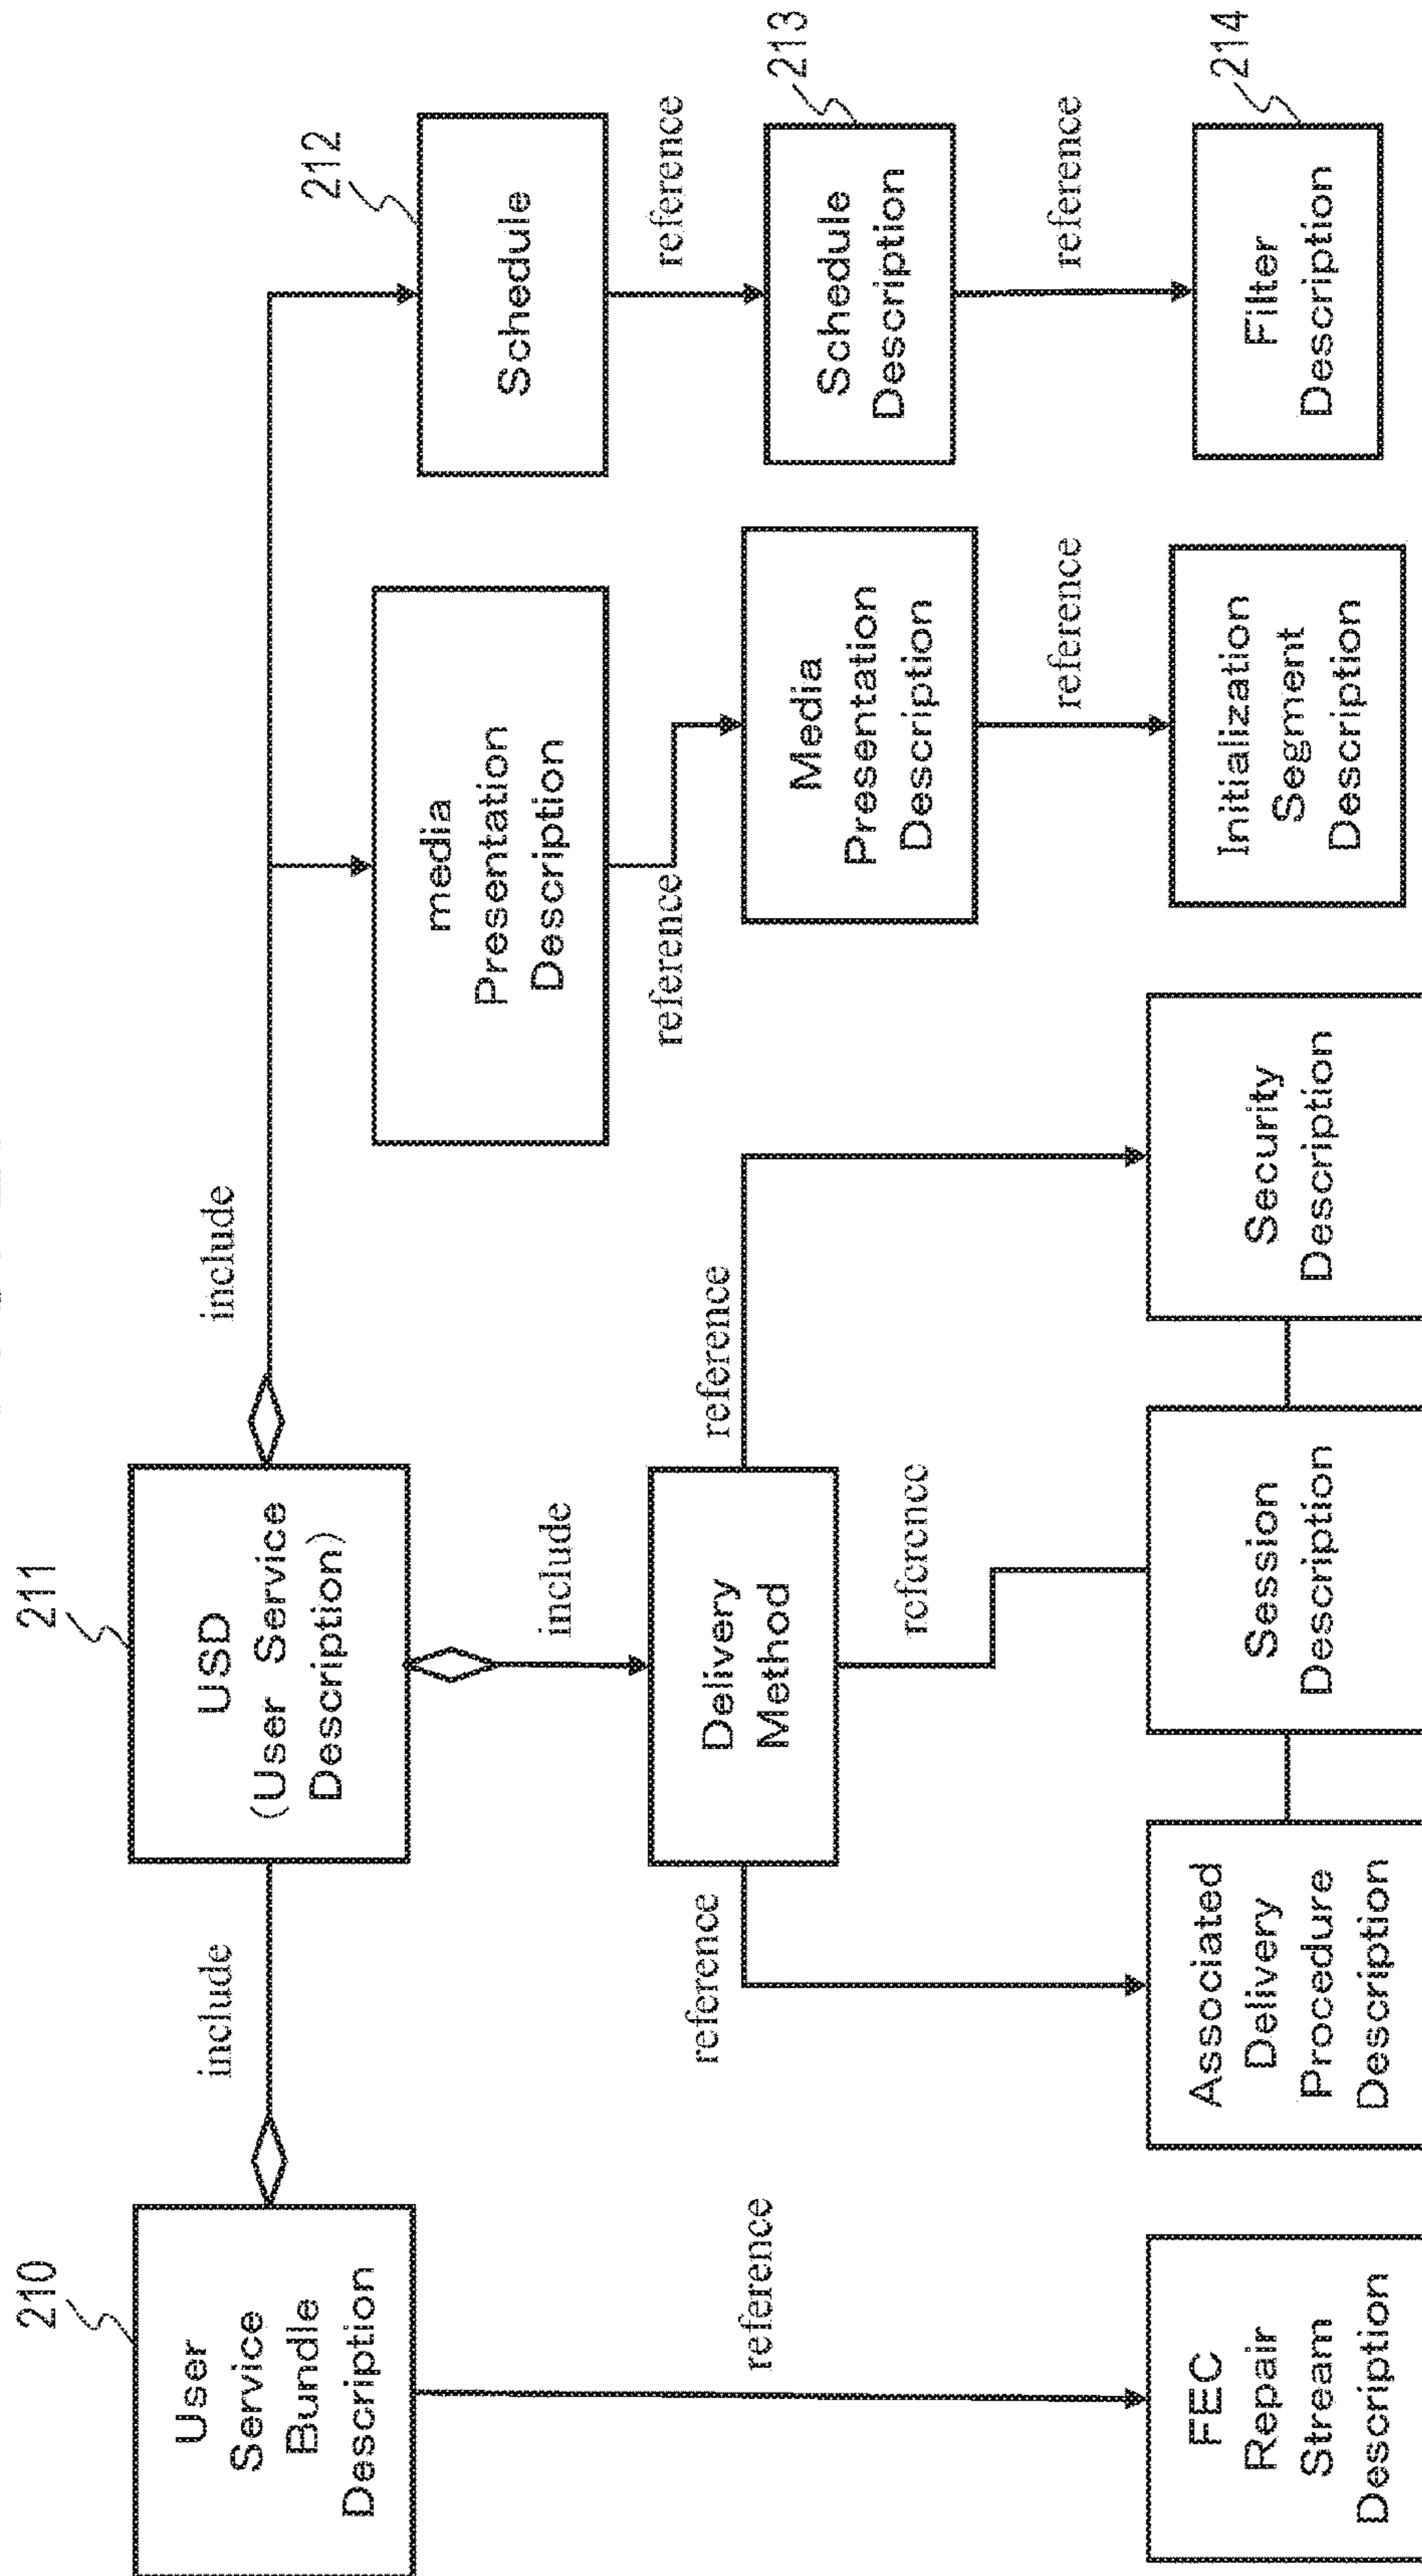 210
User
Service
Bundle
Description
include
211
USD
(User Service
Description)
include
212
Schedule
media
Presentation
Description
include
reference
reference
reference
Delivery
Method
reference
reference
213
Schedule
Description
Media
Presentation
Description
reference
reference
reference
214
FEC
Repair
Stream
Description
Associated
Delivery
Procedure
Description
Session
Description
Security
Description
Initialization
Segment
Description
Filter
Description